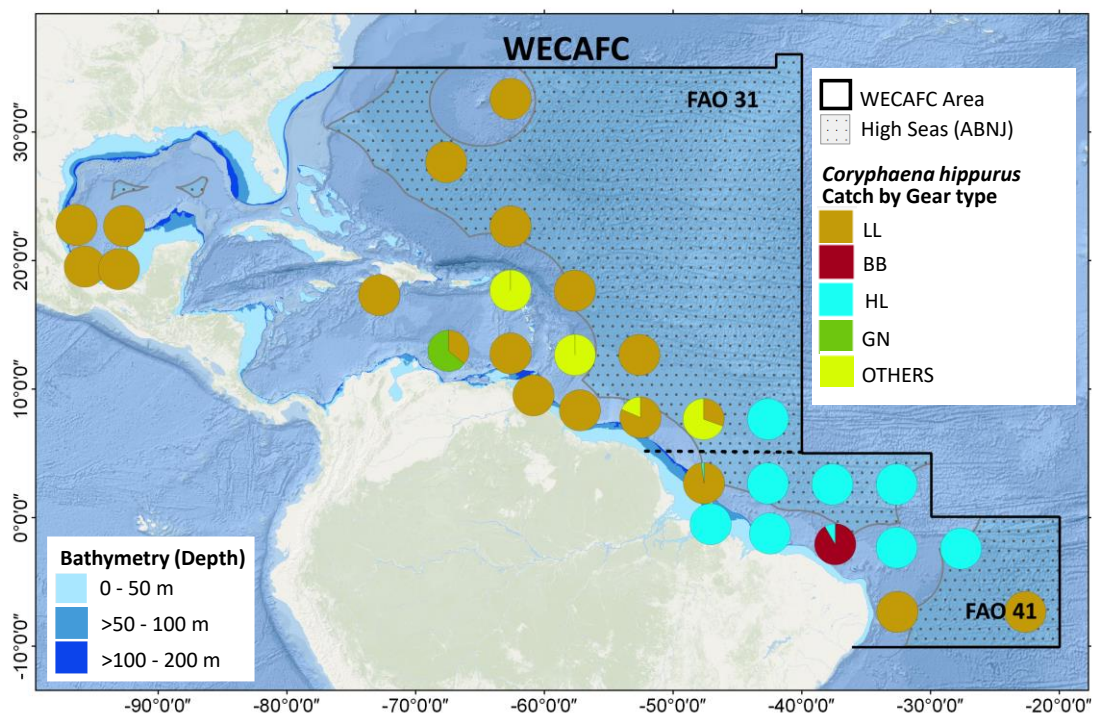 WECAFC
FAO 31
WECAFC Area
High Seas (ABNJ)
Coryphaena hippurus
Catch by Gear type
LL
BB
HL
GN
OTHERS
Bathymetry (Depth)
0 - 50 m
>50 - 100 m
>100 - 200 m
FAO 41
30°0'0"
20°0'0"
10°0'0"
0°0'0"
-10°0'0"
-90°0'0"
-80°0'0"
-70°0'0"
-60°0'0"
-50°0'0"
-40°0'0"
-30°0'0"
-20°0'0"